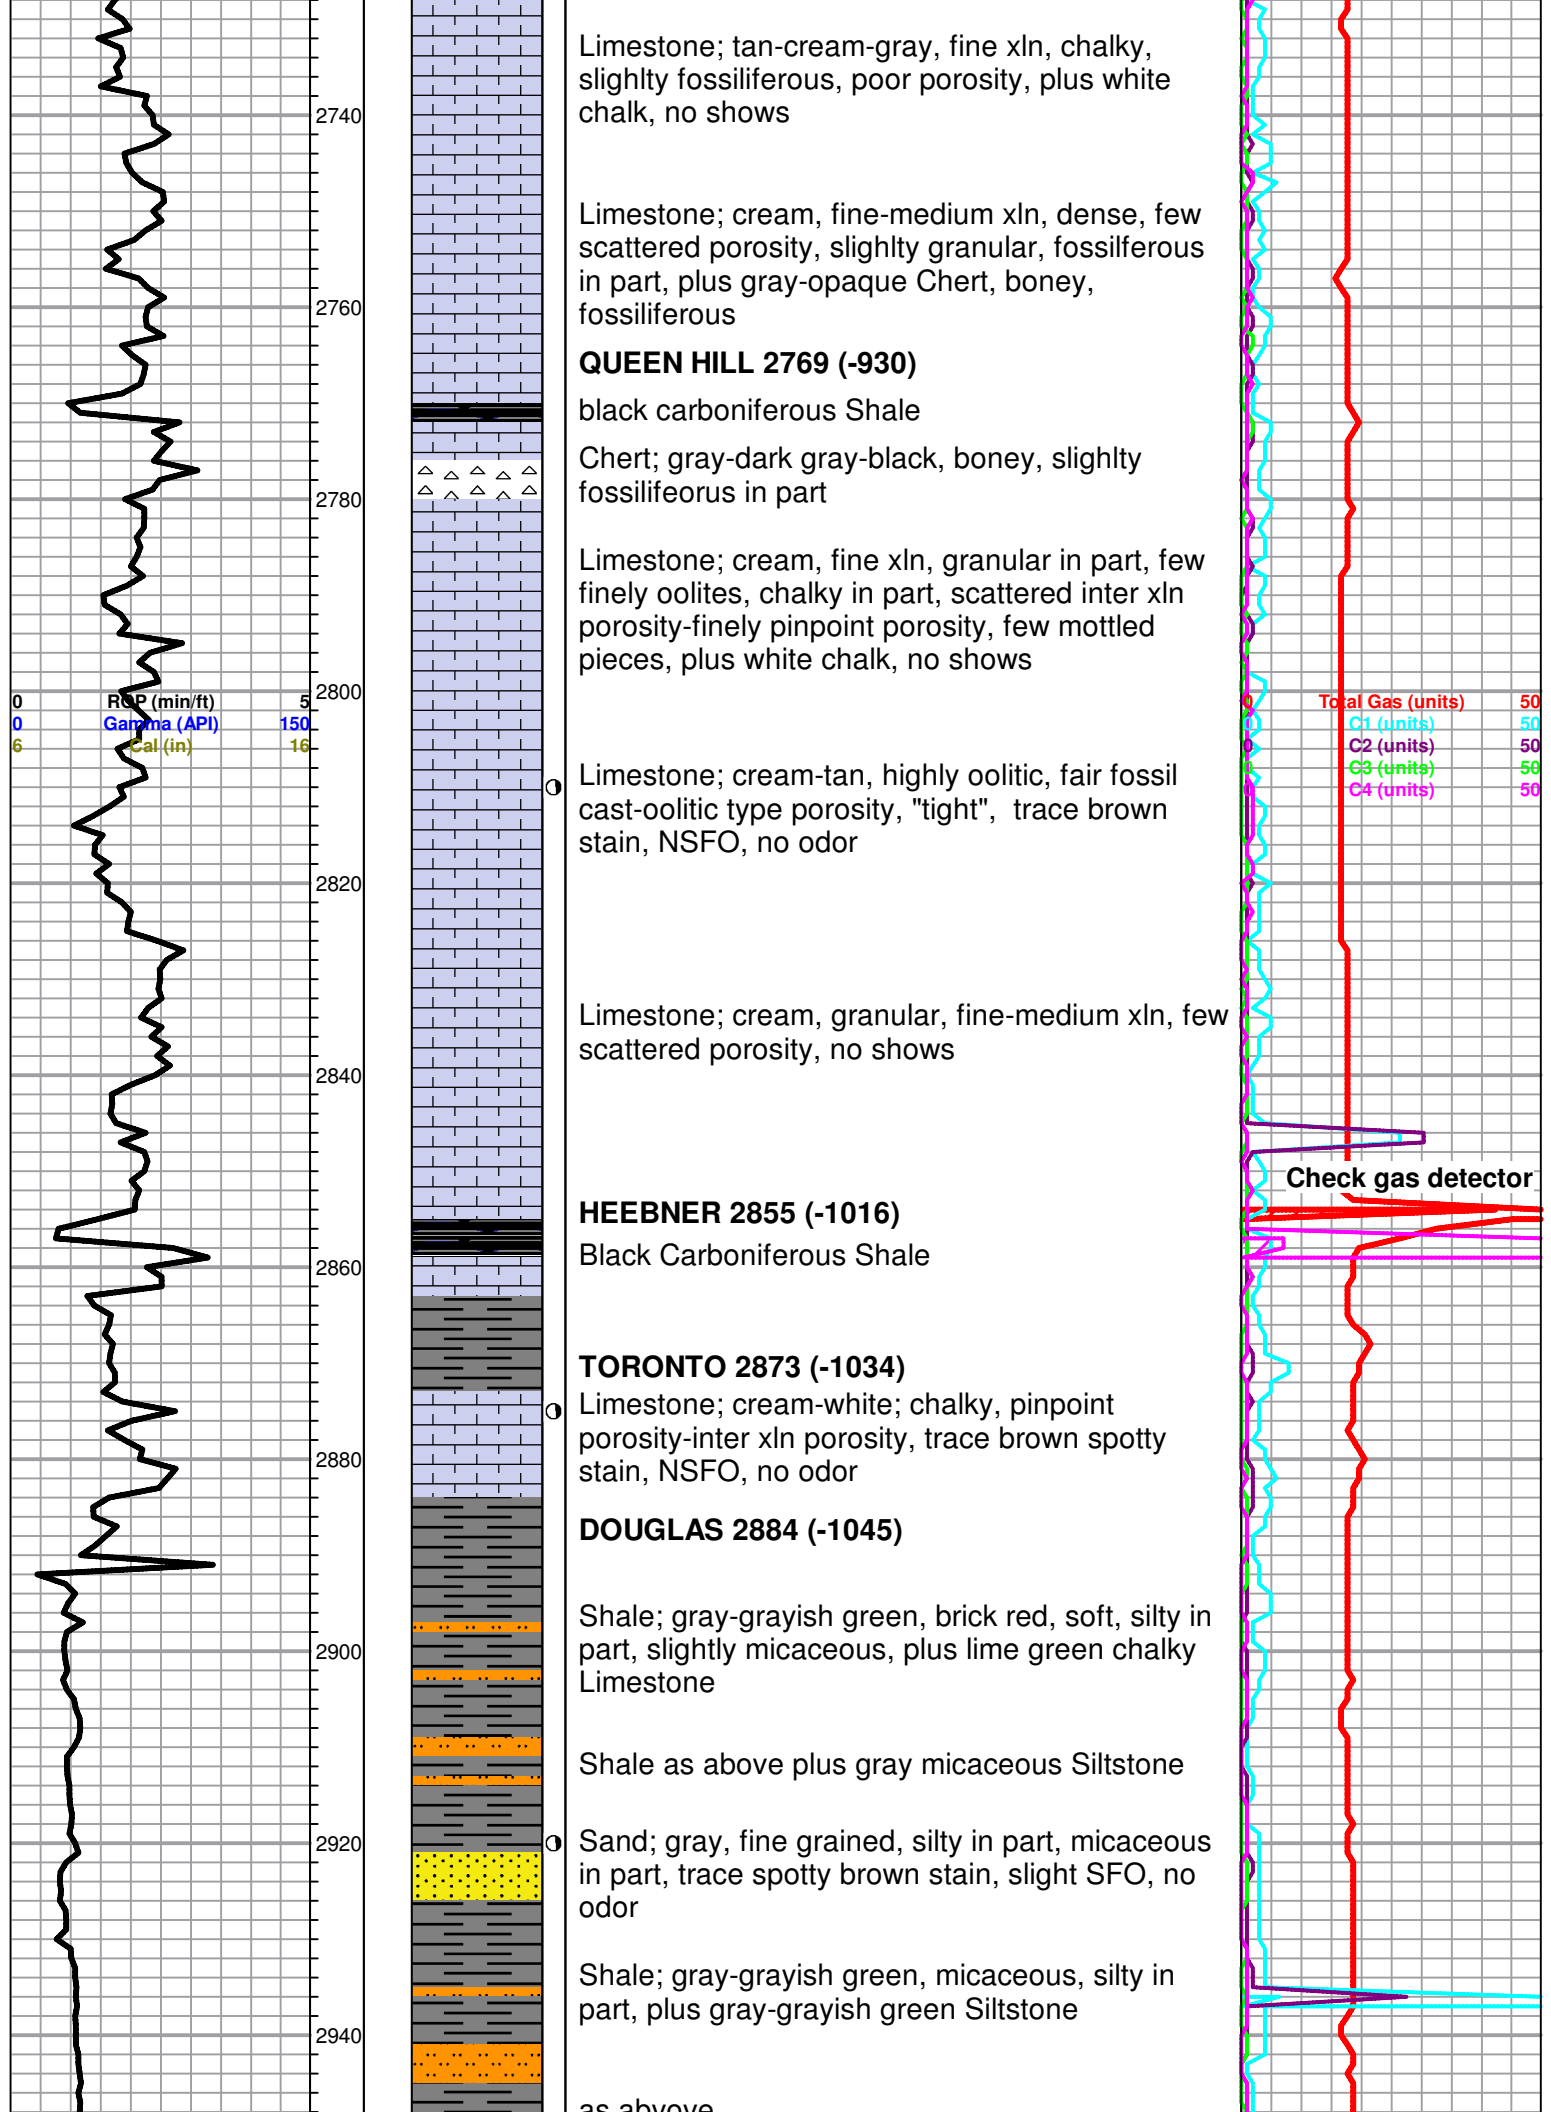 Limestone; tan-cream-gray, fine xln, chalky,
slighlty fossiliferous, poor porosity, plus white
chalk, no shows
2740
Limestone; cream, fine-medium xln, dense, few
scattered porosity, slighlty granular, fossilferous
in part, plus gray-opaque Chert, boney,
fossiliferous
2760
QUEEN HILL 2769 (-930)
black carboniferous Shale
Chert; gray-dark gray-black, boney, slighlty
fossilifeorus in part
2780
Limestone; cream, fine xln, granular in part, few
finely oolites, chalky in part, scattered inter xln
porosity-finely pinpoint porosity, few mottled
pieces, plus white chalk, no shows
2800
0 ROP (min/ft) 5
0 Gamma (API) 150
6 Cal (in) 16
0 Total Gas (units) 50
0 C1 (units) 50
0 C2 (units) 50
0 C3 (units) 50
0 C4 (units) 50
Limestone; cream-tan, highly oolitic, fair fossil
cast-oolitic type porosity, "tight", trace brown
stain, NSFO, no odor
2820
Limestone; cream, granular, fine-medium xln, few
scattered porosity, no shows
2840
Check gas detector
HEEBNER 2855 (-1016)
Black Carboniferous Shale
2860
TORONTO 2873 (-1034)
Limestone; cream-white; chalky, pinpoint
porosity-inter xln porosity, trace brown spotty
stain, NSFO, no odor
2880
DOUGLAS 2884 (-1045)
Shale; gray-grayish green, brick red, soft, silty in
part, slightly micaceous, plus lime green chalky
Limestone
2900
Shale as above plus gray micaceous Siltstone
2920
Sand; gray, fine grained, silty in part, micaceous
in part, trace spotty brown stain, slight SFO, no
odor
Shale; gray-grayish green, micaceous, silty in
part, plus gray-grayish green Siltstone
2940
as abvove